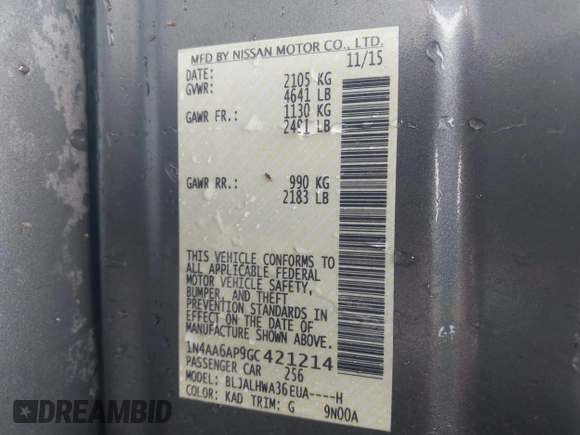 MFD BY NISSAN MOTOR CO., LTD.
DATE: 11/15
GVWR: 2105 KG
4641 LB
GAWR FR.: 1130 KG
2491 LB
GAWR RR.: 990 KG
2183 LB
THIS VEHICLE CONFORMS TO
ALL APPLICABLE FEDERAL
MOTOR VEHICLE SAFETY,
BUMPER, AND THEFT
PREVENTION STANDARDS IN
EFFECT ON THE DATE OF
MANUFACTURE SHOWN ABOVE.
1N4AA6AP9GC421214
PASSENGER CAR 256
MODEL: BLJALHWA36EUA----H
COLOR: KAD TRIM: G 9N00A
AUTOBIDMASTER